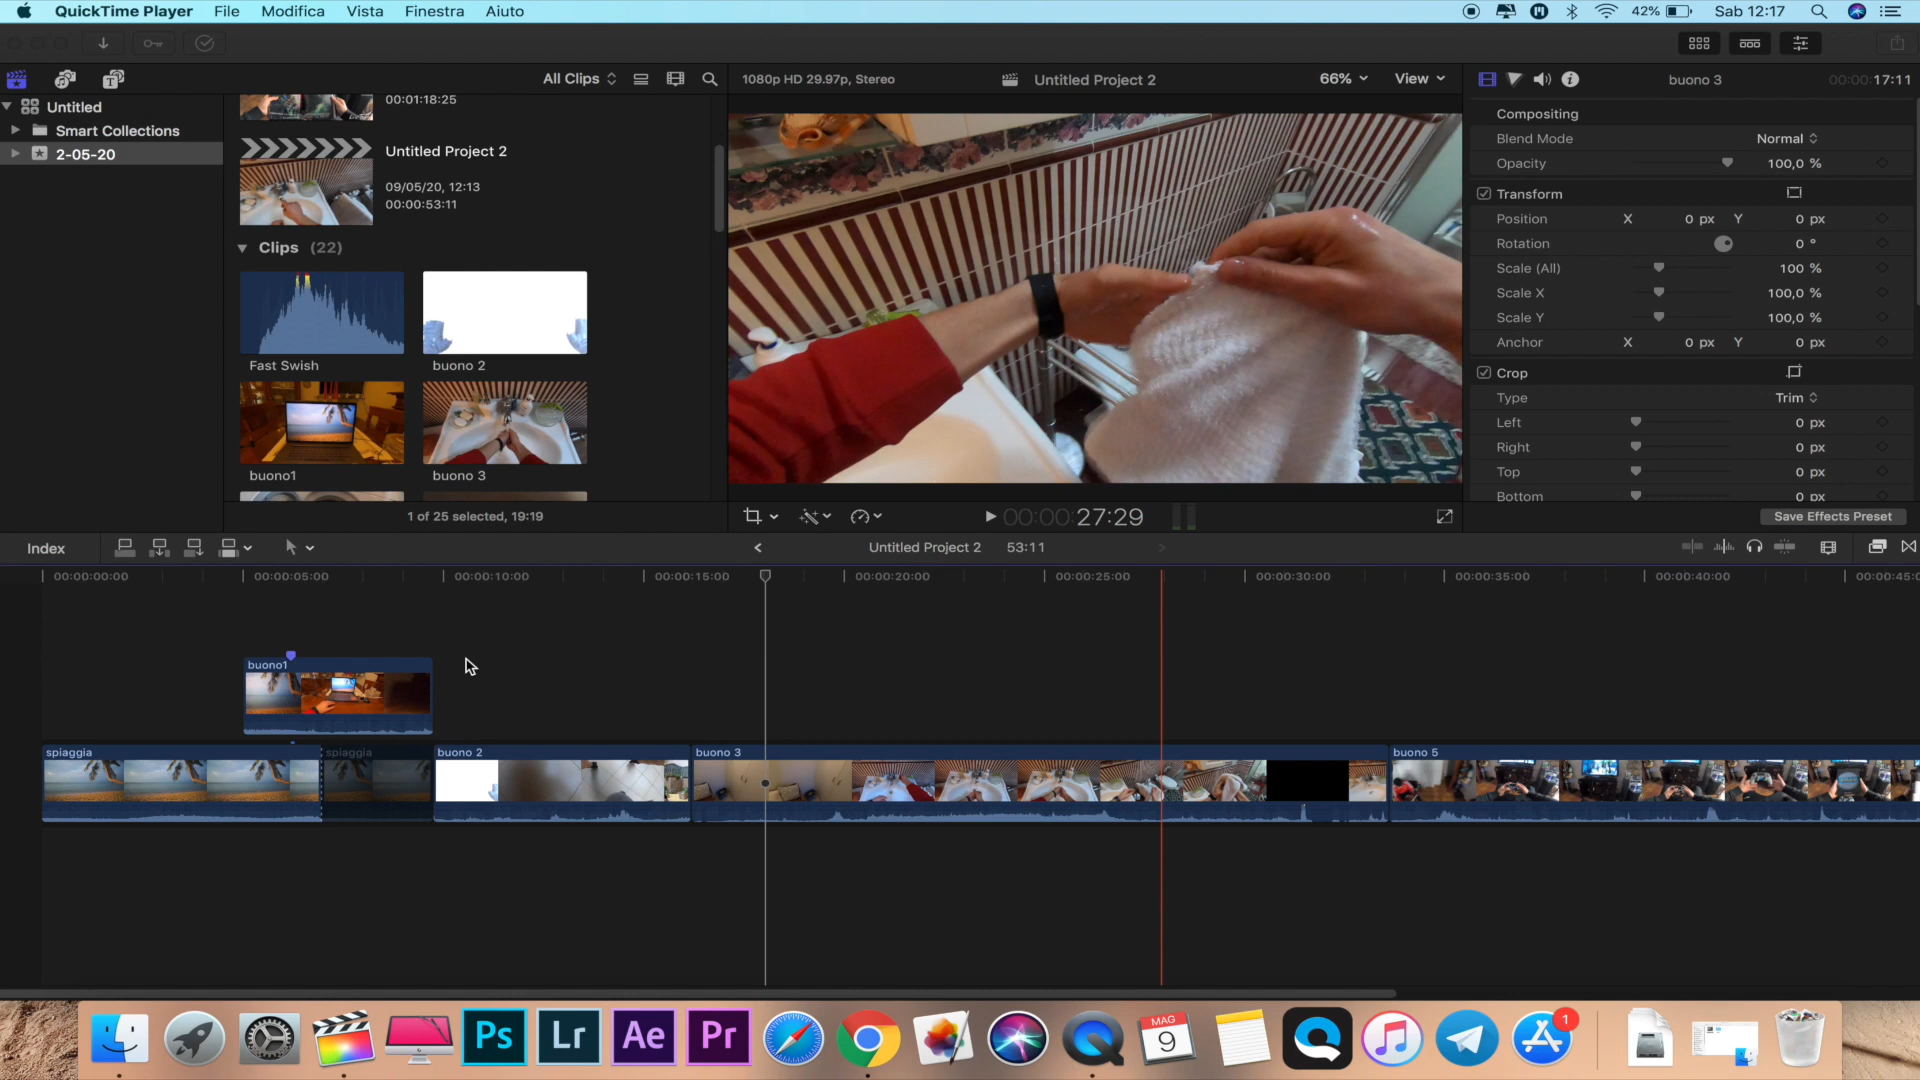 QuickTime Player File Modifica Vista Finestra Aiuto 42% Sab 12:17
All Clips 1080p HD 29.97p, Stereo Untitled Project 2 66% View buono 3 00:00:17:11
Untitled
Smart Collections
2-05-20
00:01:18:25
Untitled Project 2
09/05/20, 12:13
00:00:53:11
Clips (22)
Fast Swish buono 2
buono1 buono 3
1 of 25 selected, 19:19
00:00:27:29
Compositing
Blend Mode Normal
Opacity 100,0 %
Transform
Position X 0 px Y 0 px
Rotation 0 °
Scale (All) 100 %
Scale X 100,0 %
Scale Y 100,0 %
Anchor X 0 px Y 0 px
Crop
Type Trim
Left 0 px
Right 0 px
Top 0 px
Bottom 0 px
Save Effects Preset
Index Untitled Project 2 53:11
00:00:00:00 00:00:05:00 00:00:10:00 00:00:15:00 00:00:20:00 00:00:25:00 00:00:30:00 00:00:35:00 00:00:40:00 00:00:45:0
buono1
spiaggia spiaggia buono 2 buono 3 buono 5
Ps Lr Ae Pr MAG 9 1